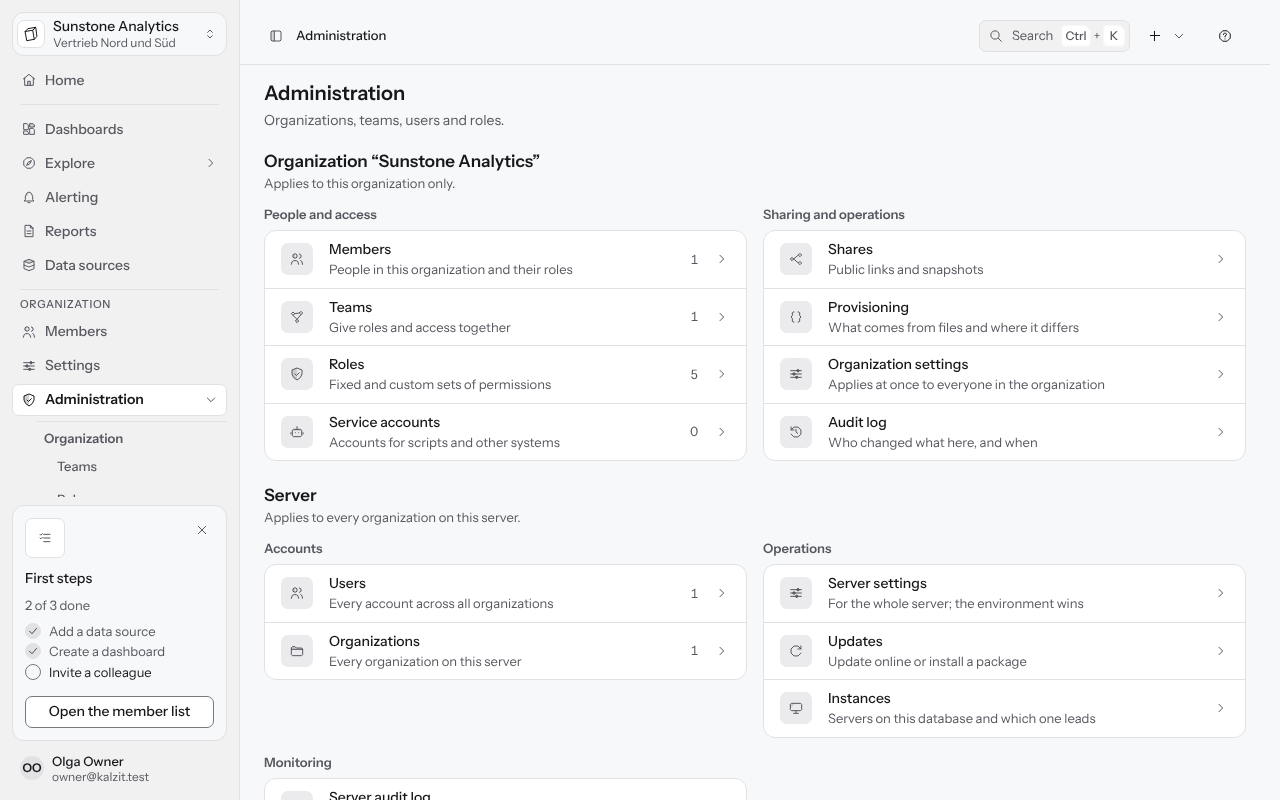 Sunstone Analytics
Vertrieb Nord und Süd
Home
Dashboards
Explore
Alerting
Reports
Data sources
ORGANIZATION
Members
Settings
Administration
Organization
Teams
First steps
2 of 3 done
Add a data source
Create a dashboard
Invite a colleague
Open the member list
OO
Olga Owner
owner@kalzit.test
Administration
Search Ctrl + K
Administration
Organizations, teams, users and roles.
Organization “Sunstone Analytics”
Applies to this organization only.
People and access
Members
People in this organization and their roles
1
Teams
Give roles and access together
1
Roles
Fixed and custom sets of permissions
5
Service accounts
Accounts for scripts and other systems
0
Sharing and operations
Shares
Public links and snapshots
Provisioning
What comes from files and where it differs
Organization settings
Applies at once to everyone in the organization
Audit log
Who changed what here, and when
Server
Applies to every organization on this server.
Accounts
Users
Every account across all organizations
1
Organizations
Every organization on this server
1
Operations
Server settings
For the whole server; the environment wins
Updates
Update online or install a package
Instances
Servers on this database and which one leads
Monitoring
Server audit log